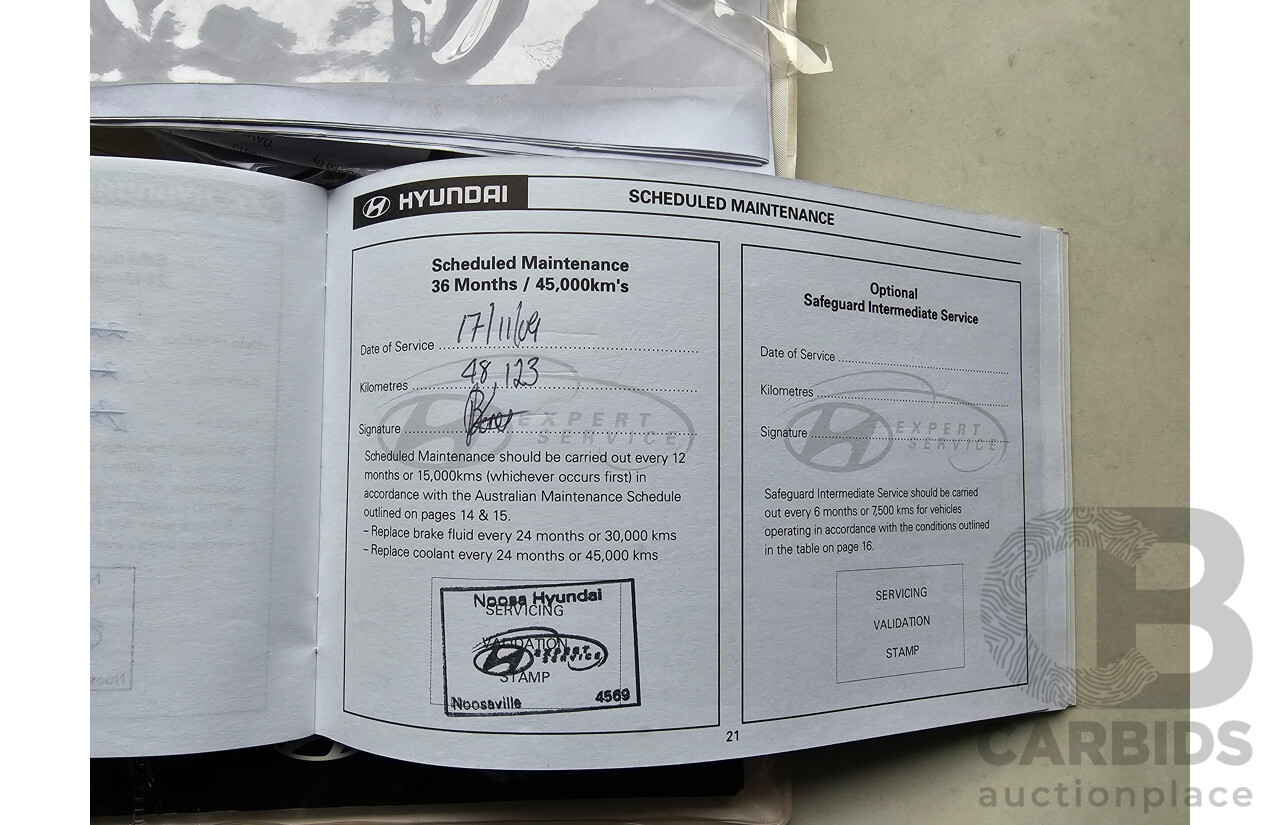 HYUNDAI
SCHEDULED MAINTENANCE
Scheduled Maintenance
36 Months / 45,000km's
Date of Service 17/11/09
Kilometres 48,123
Signature
EXPERT
SERVICE
Scheduled Maintenance should be carried out every 12
months or 15,000kms (whichever occurs first) in
accordance with the Australian Maintenance Schedule
outlined on pages 14 & 15.
– Replace brake fluid every 24 months or 30,000 kms
– Replace coolant every 24 months or 45,000 kms
Noosa Hyundai
SERVICING
VALIDATION
EXPERT
SERVICE
STAMP
Noosaville 4569
Optional
Safeguard Intermediate Service
Date of Service
Kilometres
Signature
EXPERT
SERVICE
Safeguard Intermediate Service should be carried
out every 6 months or 7,500 kms for vehicles
operating in accordance with the conditions outlined
in the table on page 16.
SERVICING
VALIDATION
STAMP
21
CB
CARBIDS
auctionplace